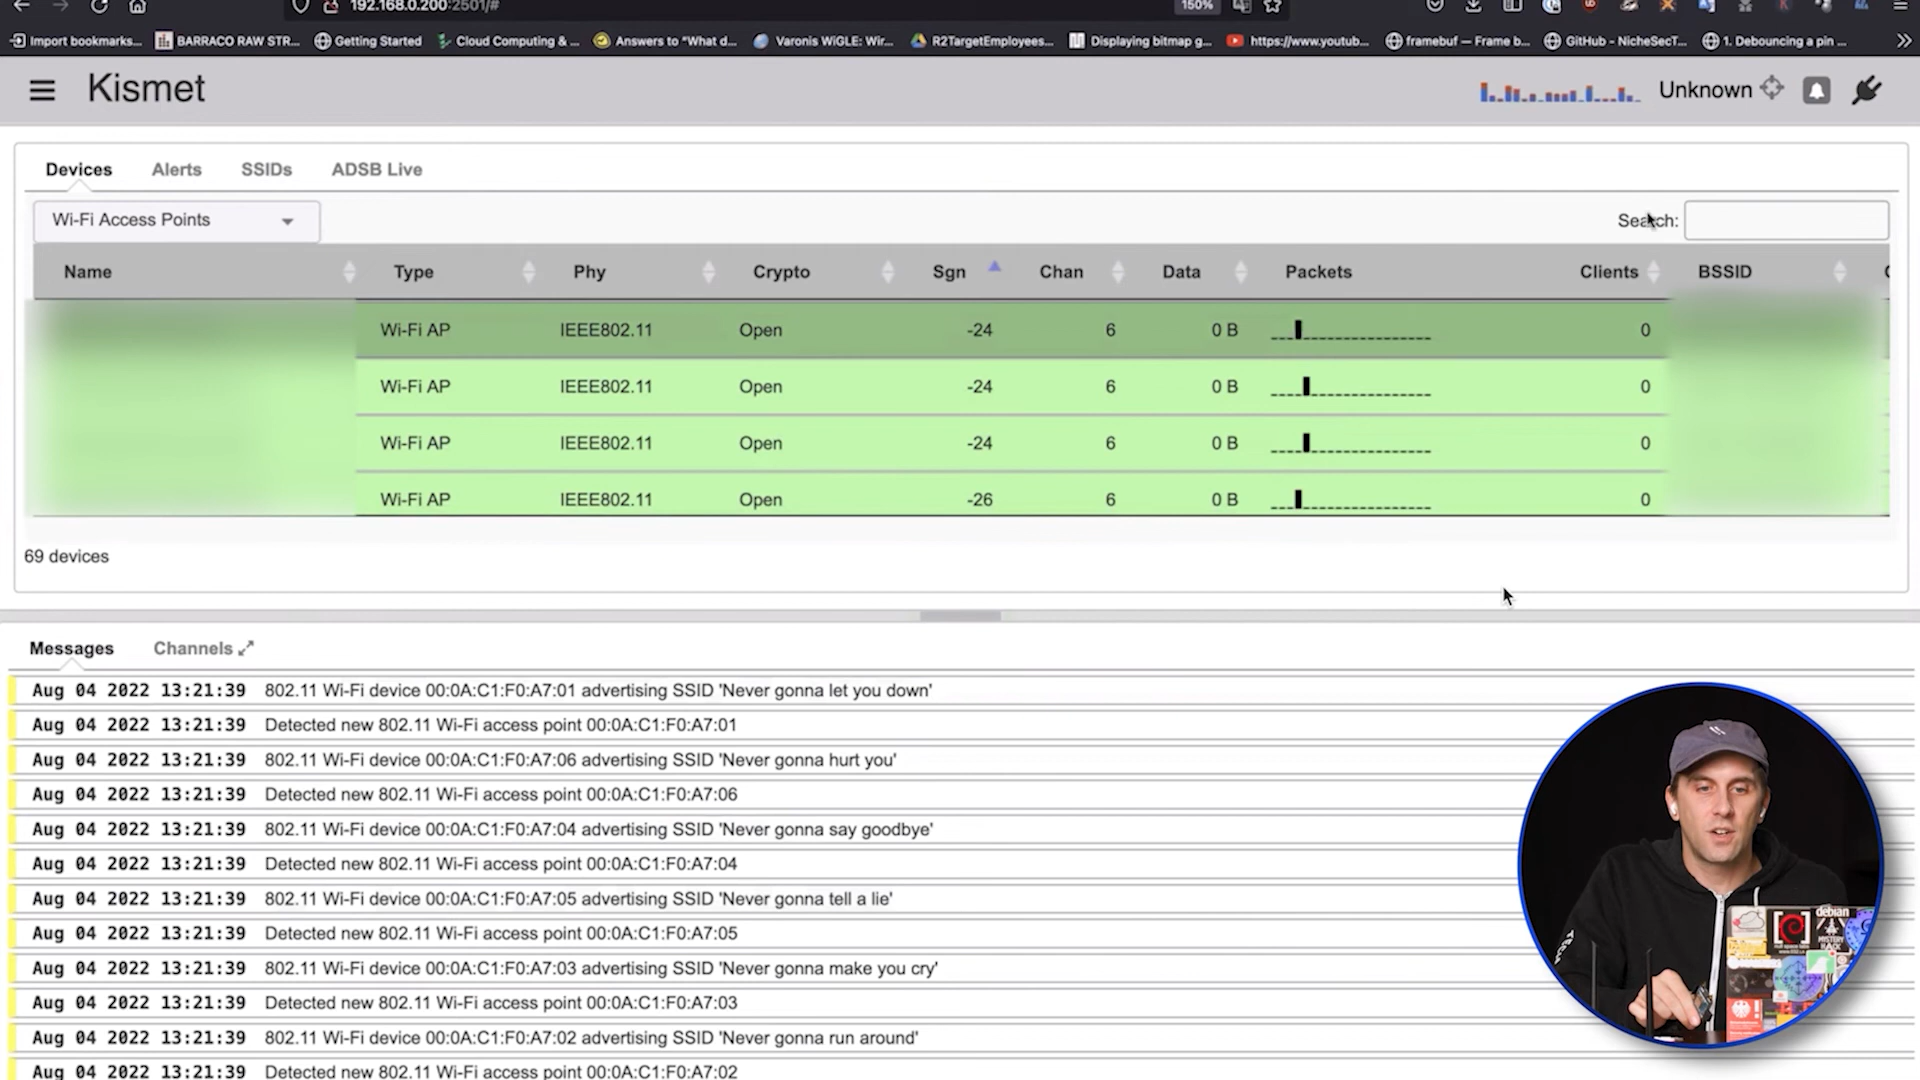 192.168.0.200:2501/# 150%
Import bookmarks... BARRACO RAW STR... Getting Started Cloud Computing & ... Answers to "What d... Varonis WiGLE: Wir... R2TargetEmployees... Displaying bitmap g... https://www.youtub... framebuf — Frame b... GitHub - NicheSecT... 1. Debouncing a pin ...
Kismet Unknown
Devices Alerts SSIDs ADSB Live
Wi-Fi Access Points Search:
Name Type Phy Crypto Sgn Chan Data Packets Clients BSSID
Wi-Fi AP IEEE802.11 Open -24 6 0 B 0
Wi-Fi AP IEEE802.11 Open -24 6 0 B 0
Wi-Fi AP IEEE802.11 Open -24 6 0 B 0
Wi-Fi AP IEEE802.11 Open -26 6 0 B 0
69 devices
Messages Channels
Aug 04 2022 13:21:39 802.11 Wi-Fi device 00:0A:C1:F0:A7:01 advertising SSID 'Never gonna let you down'
Aug 04 2022 13:21:39 Detected new 802.11 Wi-Fi access point 00:0A:C1:F0:A7:01
Aug 04 2022 13:21:39 802.11 Wi-Fi device 00:0A:C1:F0:A7:06 advertising SSID 'Never gonna hurt you'
Aug 04 2022 13:21:39 Detected new 802.11 Wi-Fi access point 00:0A:C1:F0:A7:06
Aug 04 2022 13:21:39 802.11 Wi-Fi device 00:0A:C1:F0:A7:04 advertising SSID 'Never gonna say goodbye'
Aug 04 2022 13:21:39 Detected new 802.11 Wi-Fi access point 00:0A:C1:F0:A7:04
Aug 04 2022 13:21:39 802.11 Wi-Fi device 00:0A:C1:F0:A7:05 advertising SSID 'Never gonna tell a lie'
Aug 04 2022 13:21:39 Detected new 802.11 Wi-Fi access point 00:0A:C1:F0:A7:05
Aug 04 2022 13:21:39 802.11 Wi-Fi device 00:0A:C1:F0:A7:03 advertising SSID 'Never gonna make you cry'
Aug 04 2022 13:21:39 Detected new 802.11 Wi-Fi access point 00:0A:C1:F0:A7:03
Aug 04 2022 13:21:39 802.11 Wi-Fi device 00:0A:C1:F0:A7:02 advertising SSID 'Never gonna run around'
Aug 04 2022 13:21:39 Detected new 802.11 Wi-Fi access point 00:0A:C1:F0:A7:02
debian
MYSTERY
HACK